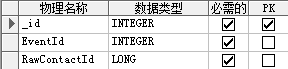 物理名称 数据类型 必需的 PK
_id INTEGER
EventId INTEGER
RawContactId LONG